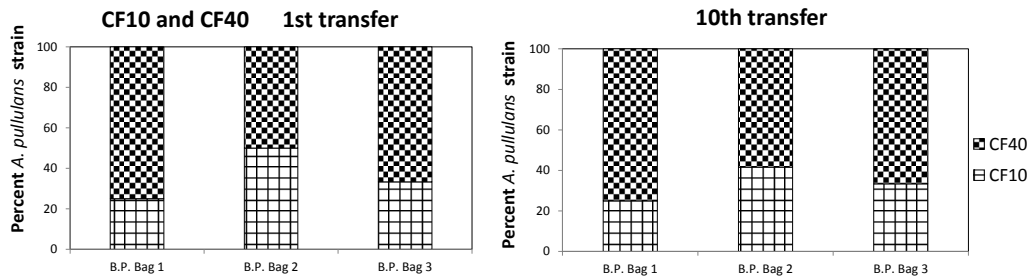 CF10 and CF40 1st transfer
Percent A. pullulans strain
100
80
60
40
20
0
B.P. Bag 1 B.P. Bag 2 B.P. Bag 3
10th transfer
Percent A. pullulans strain
100
80
60
40
20
0
B.P. Bag 1 B.P. Bag 2 B.P. Bag 3
CF40
CF10